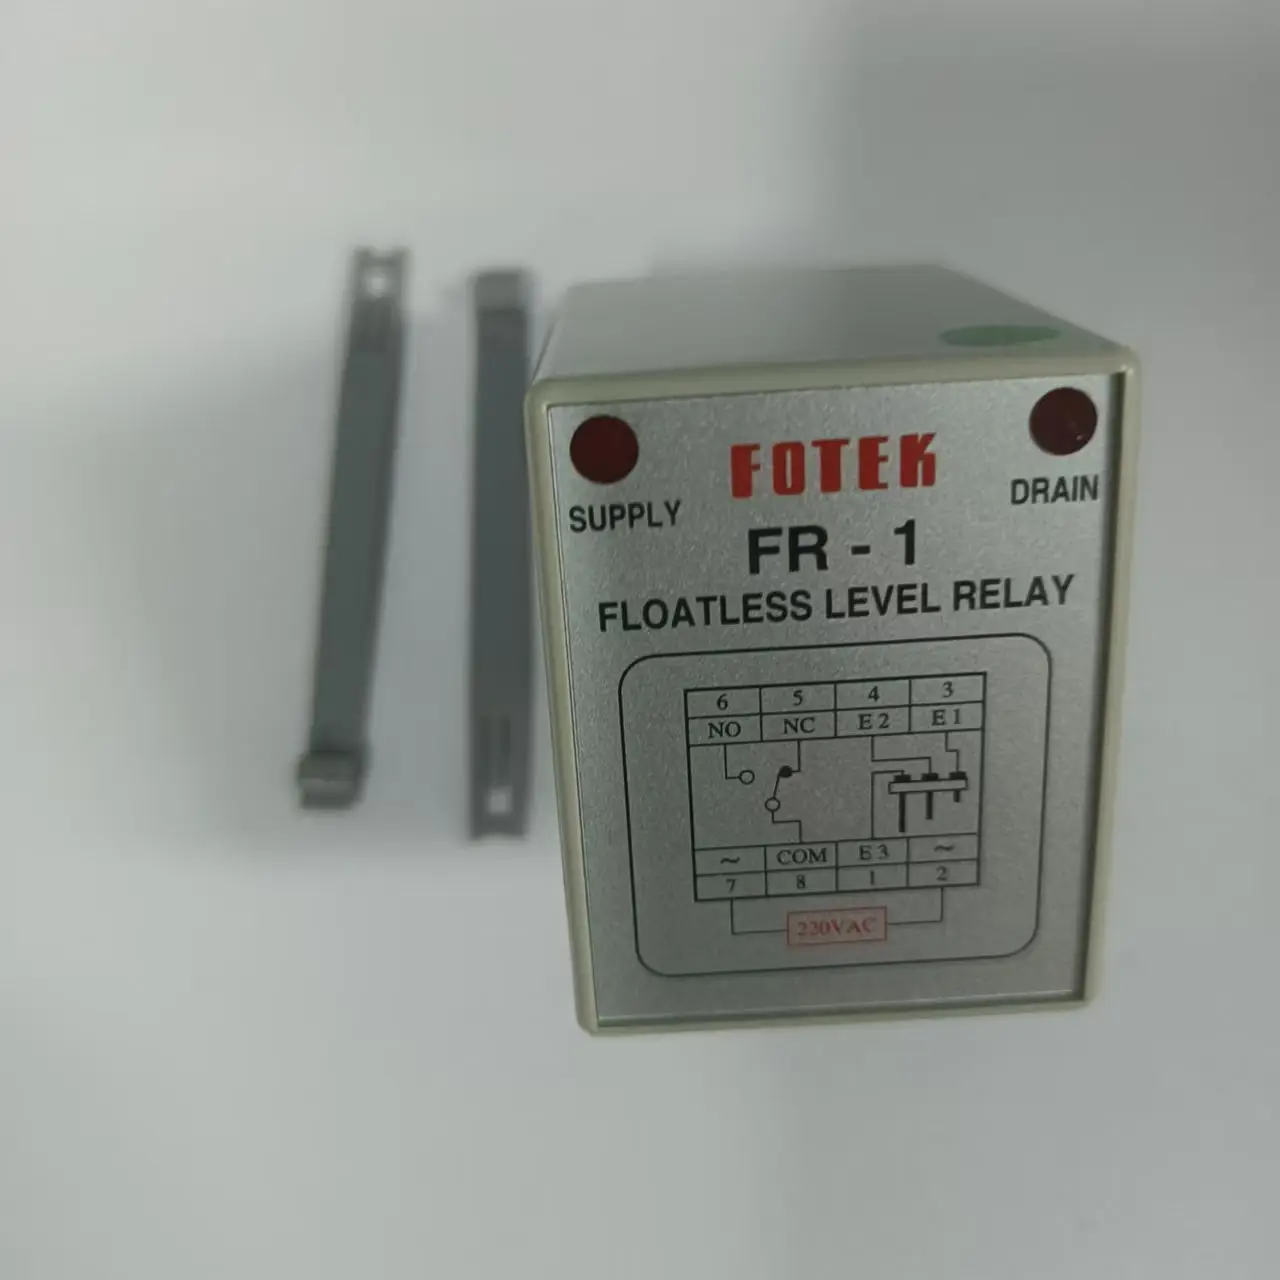 FOTEK
SUPPLY
DRAIN
FR - 1
FLOATLESS LEVEL RELAY
6 5 4 3
NO NC E2 E1
~ COM E3 ~
7 8 1 2
220VAC